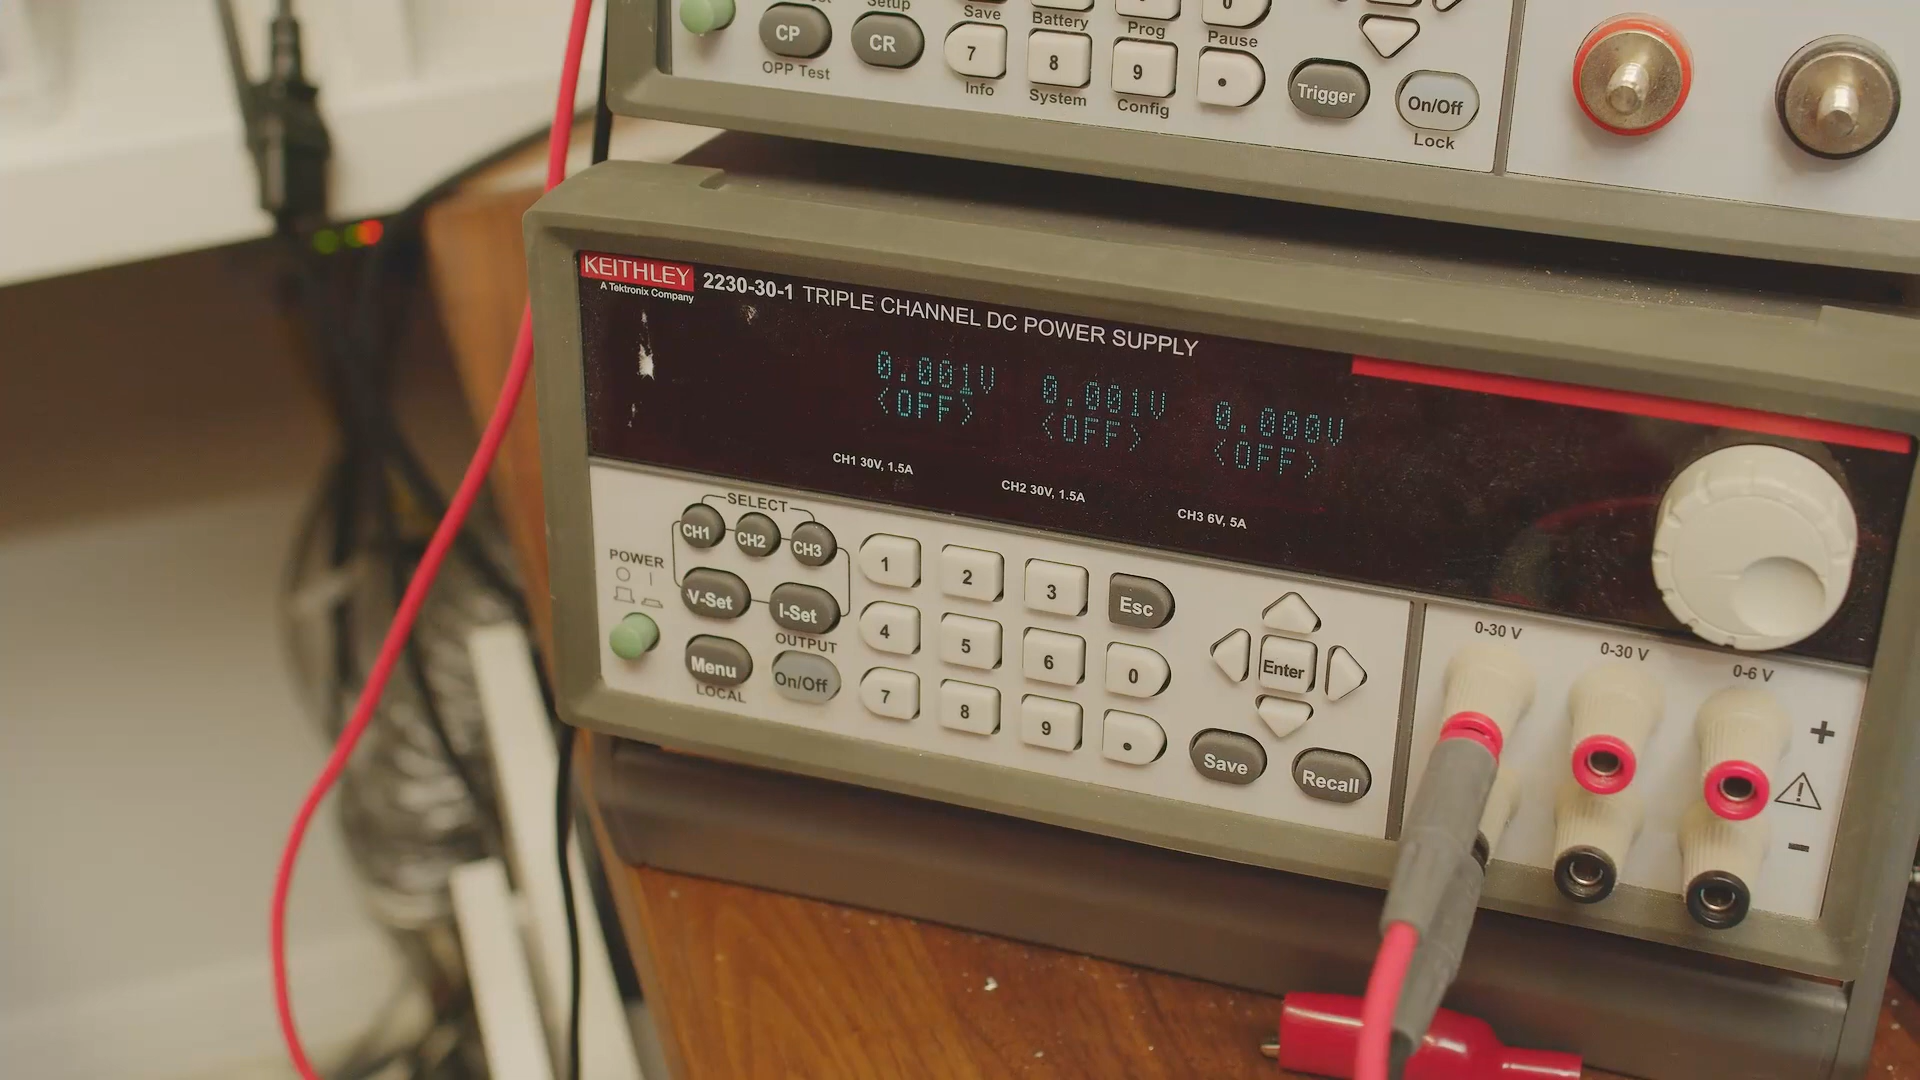 Setup
Save
Battery
Prog
Pause
0
CP
CR
7
8
9
.
OPP Test
Info
System
Config
Trigger
On/Off
Lock
KEITHLEY
A Tektronix Company
2230-30-1 TRIPLE CHANNEL DC POWER SUPPLY
0.001V 0.001V 0.000V
<OFF> <OFF> <OFF>
CH1 30V, 1.5A
CH2 30V, 1.5A
CH3 6V, 5A
SELECT
CH1 CH2 CH3
POWER
V-Set I-Set
OUTPUT
Menu On/Off
LOCAL
1 2 3 Esc
4 5 6 0
7 8 9 .
Enter
Save Recall
0-30 V
0-30 V
0-6 V
+
-